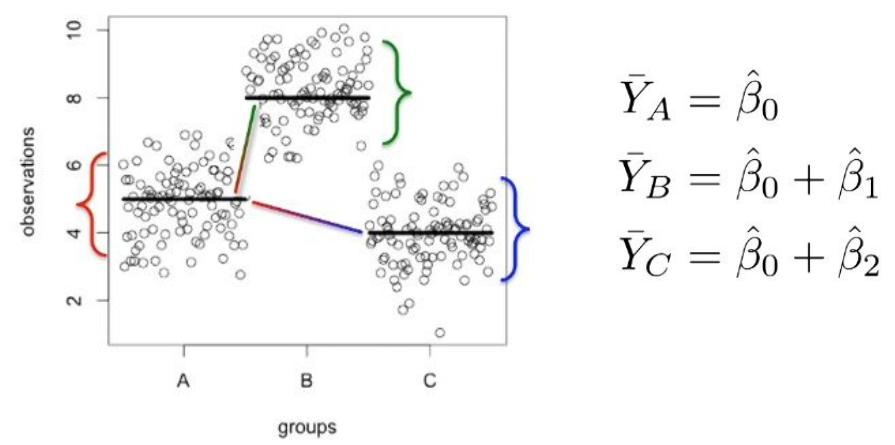 observations
10
8
6
4
2
A B C
groups
Ȳ_A = β̂_0
Ȳ_B = β̂_0 + β̂_1
Ȳ_C = β̂_0 + β̂_2